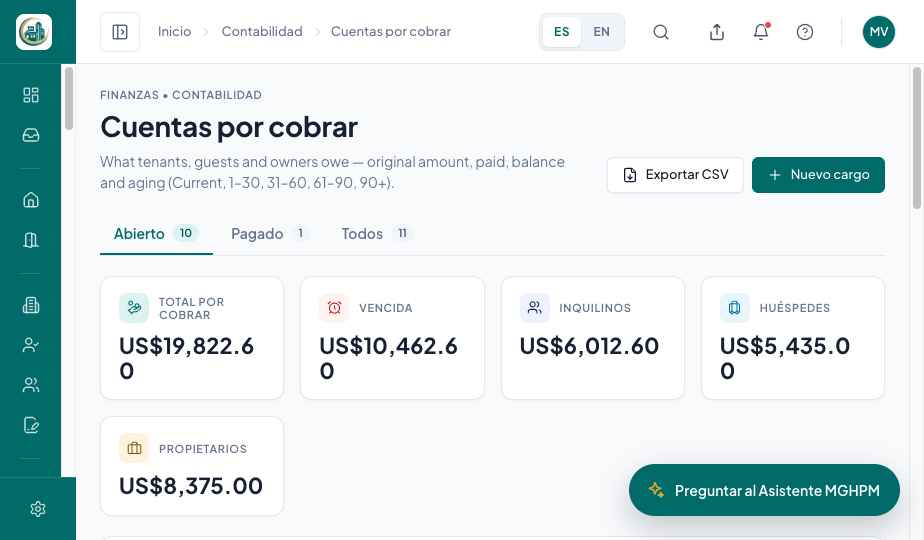 Inicio
Contabilidad
Cuentas por cobrar
ES
EN
MV
FINANZAS • CONTABILIDAD
Cuentas por cobrar
What tenants, guests and owners owe — original amount, paid, balance
and aging (Current, 1–30, 31–60, 61–90, 90+).
Exportar CSV
Nuevo cargo
Abierto 10
Pagado 1
Todos 11
TOTAL POR
COBRAR
US$19,822.6
0
VENCIDA
US$10,462.6
0
INQUILINOS
US$6,012.60
HUÉSPEDES
US$5,435.0
0
PROPIETARIOS
US$8,375.00
Preguntar al Asistente MGHPM